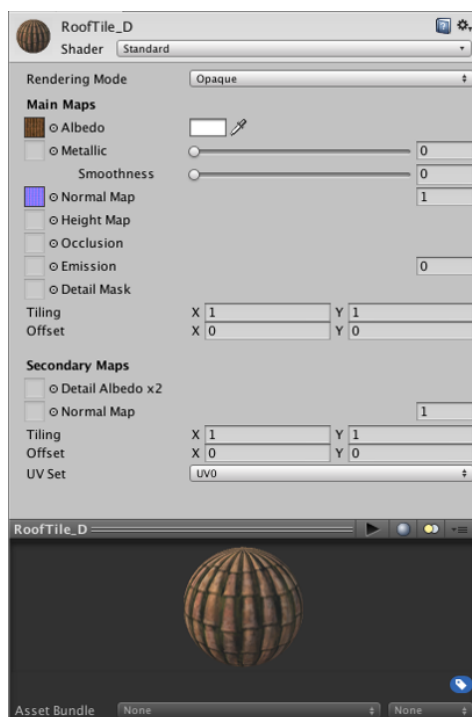 RoofTile_D
Shader Standard
Rendering Mode Opaque
Main Maps
Albedo
Metallic 0
Smoothness 0
Normal Map 1
Height Map
Occlusion
Emission 0
Detail Mask
Tiling X 1 Y 1
Offset X 0 Y 0
Secondary Maps
Detail Albedo x2
Normal Map 1
Tiling X 1 Y 1
Offset X 0 Y 0
UV Set UV0
RoofTile_D
Asset Bundle None None